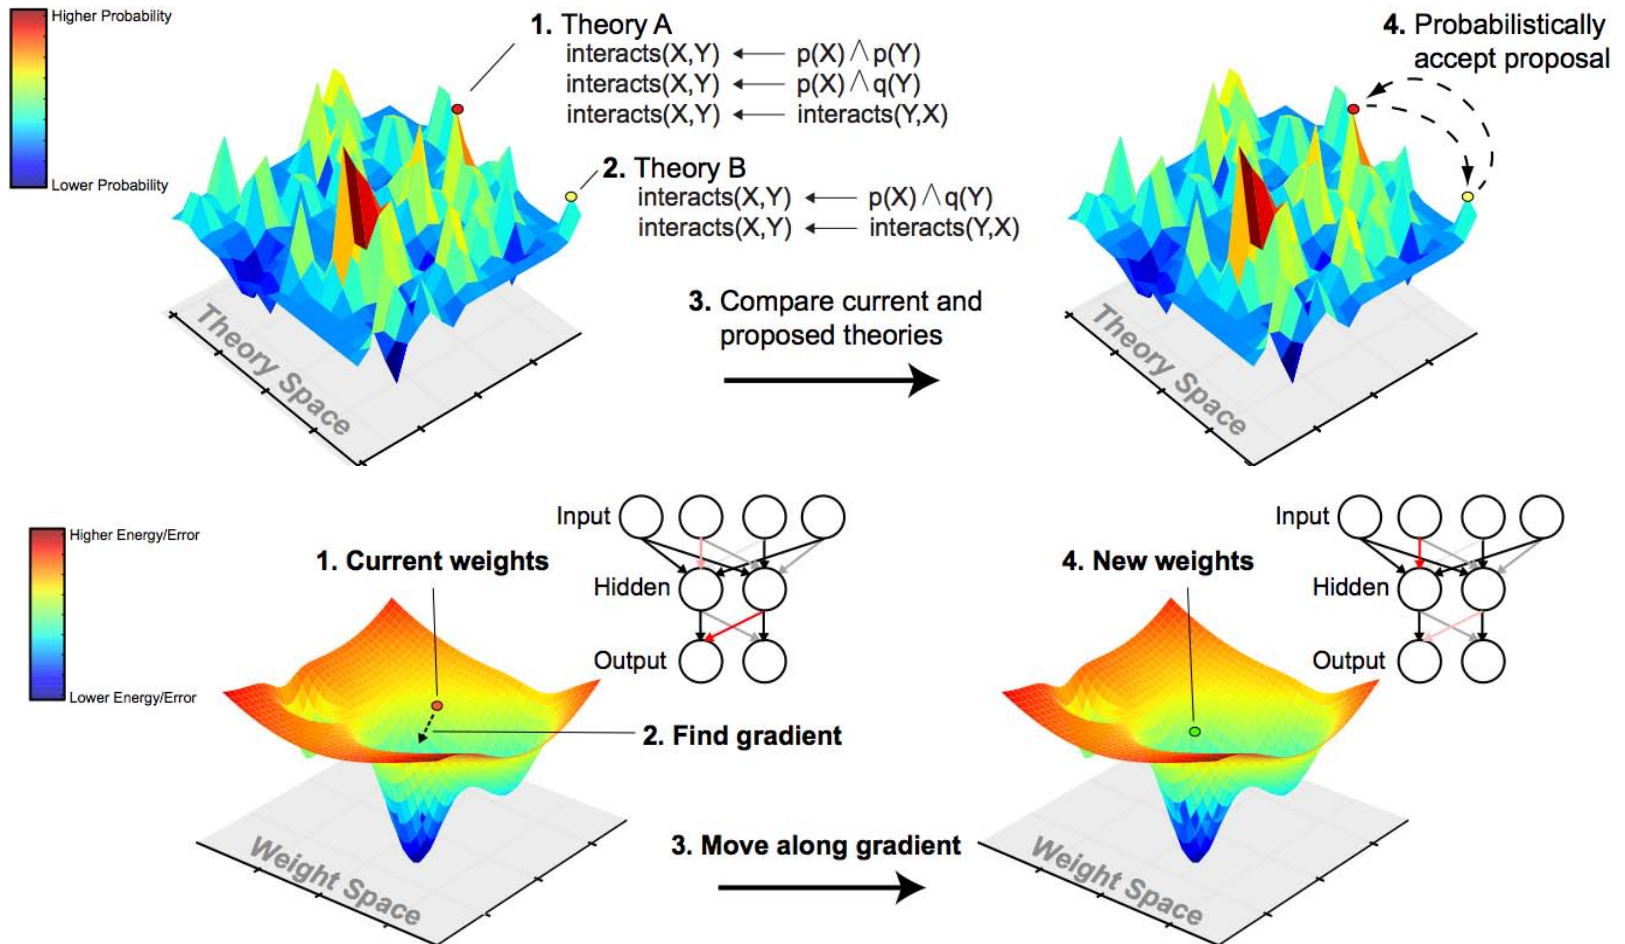 Higher Probability
Lower Probability
1. Theory A
interacts(X,Y) ← p(X)∧p(Y)
interacts(X,Y) ← p(X)∧q(Y)
interacts(X,Y) ← interacts(Y,X)
2. Theory B
interacts(X,Y) ← p(X)∧q(Y)
interacts(X,Y) ← interacts(Y,X)
Theory Space
3. Compare current and
proposed theories
4. Probabilistically
accept proposal
Theory Space
Higher Energy/Error
Lower Energy/Error
1. Current weights
Input
Hidden
Output
2. Find gradient
Weight Space
3. Move along gradient
4. New weights
Input
Hidden
Output
Weight Space